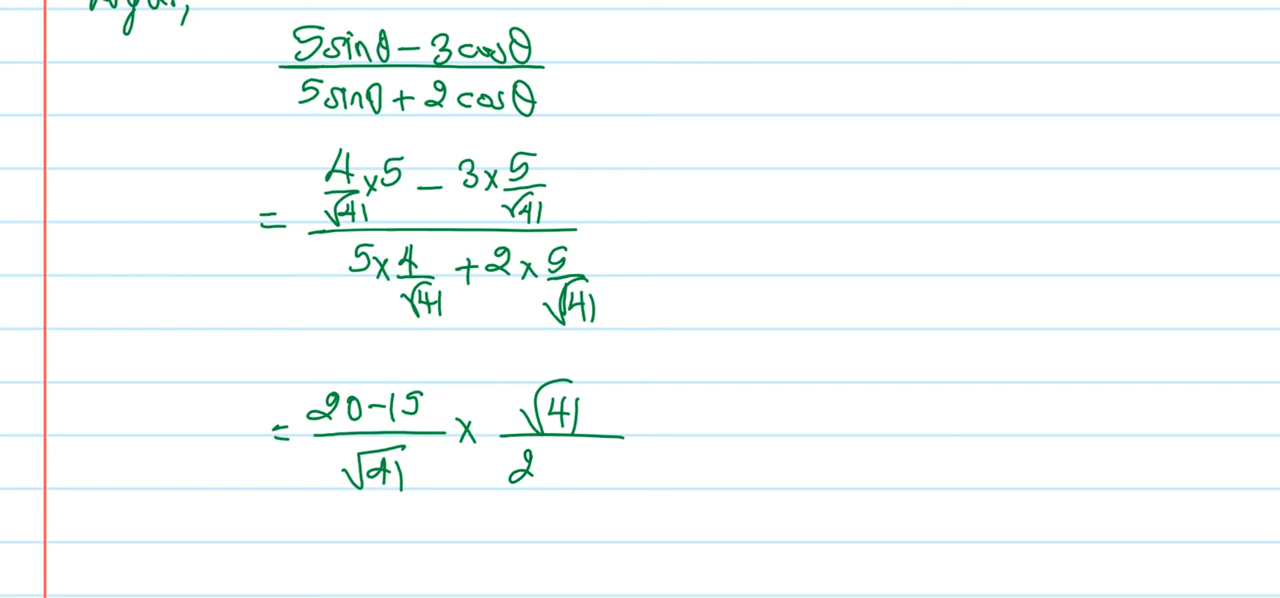 5sinθ - 3cosθ
5sinθ + 2cosθ
= 4/√41 × 5 - 3 × 5/√41
5 × 4/√41 + 2 × 5/√41
= 20-15/√41 × √41/2